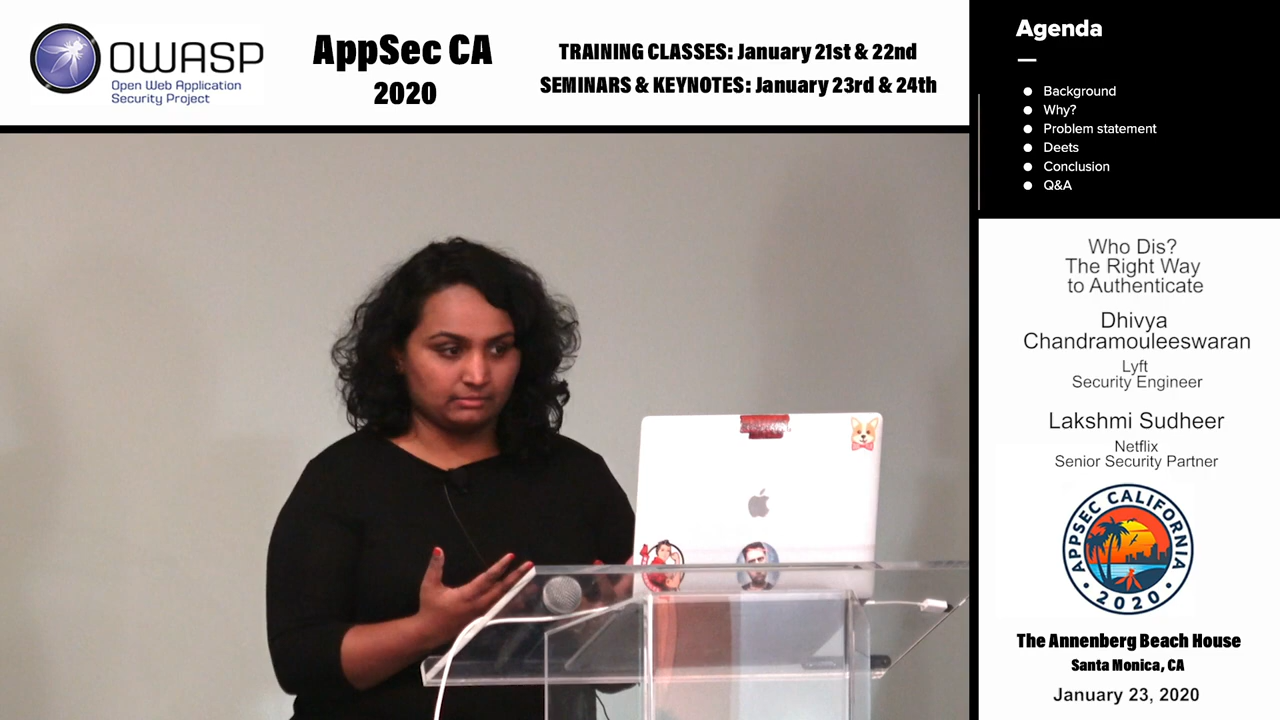 OWASP
Open Web Application
Security Project
AppSec CA
2020
TRAINING CLASSES: January 21st & 22nd
SEMINARS & KEYNOTES: January 23rd & 24th
Agenda
Background
Why?
Problem statement
Deets
Conclusion
Q&A
Who Dis?
The Right Way
to Authenticate
Dhivya
Chandramouleeswaran
Lyft
Security Engineer
Lakshmi Sudheer
Netflix
Senior Security Partner
APPSEC CALIFORNIA
2020
The Annenberg Beach House
Santa Monica, CA
January 23, 2020